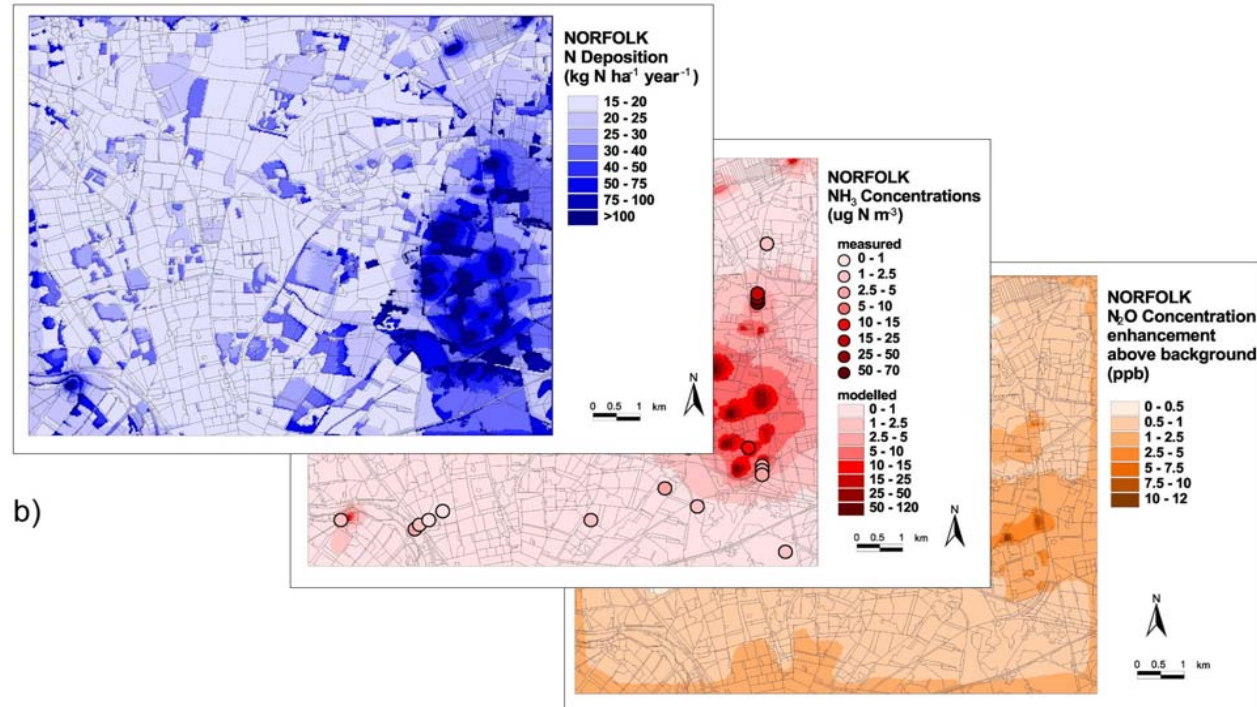 NORFOLK
N Deposition
(kg N ha⁻¹ year⁻¹)
15 - 20
20 - 25
25 - 30
30 - 40
40 - 50
50 - 75
75 - 100
>100
N
0 0.5 1 km
NORFOLK
NH₃ Concentrations
(ug N m⁻³)
measured
0 - 1
1 - 2.5
2.5 - 5
5 - 10
10 - 15
15 - 25
25 - 50
50 - 70
modelled
0 - 1
1 - 2.5
2.5 - 5
5 - 10
10 - 15
15 - 25
25 - 50
50 - 120
N
0 0.5 1 km
NORFOLK
N₂O Concentration
enhancement
above background
(ppb)
0 - 0.5
0.5 - 1
1 - 2.5
2.5 - 5
5 - 7.5
7.5 - 10
10 - 12
N
0 0.5 1 km
b)